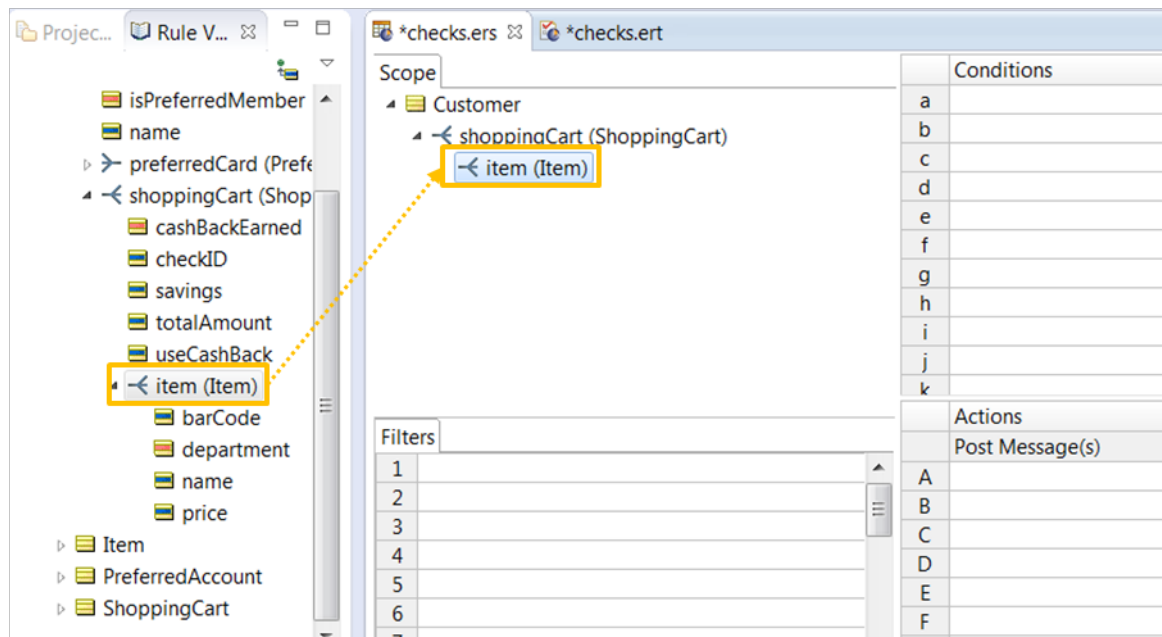 Projec... Rule V...
isPreferredMember
name
preferredCard (Prefe
shoppingCart (Shop
cashBackEarned
checkID
savings
totalAmount
useCashBack
item (Item)
barCode
department
name
price
Item
PreferredAccount
ShoppingCart
*checks.ers *checks.ert
Scope
Customer
shoppingCart (ShoppingCart)
item (Item)
Filters
1
2
3
4
5
6
Conditions
a
b
c
d
e
f
g
h
i
j
k
Actions
Post Message(s)
A
B
C
D
E
F